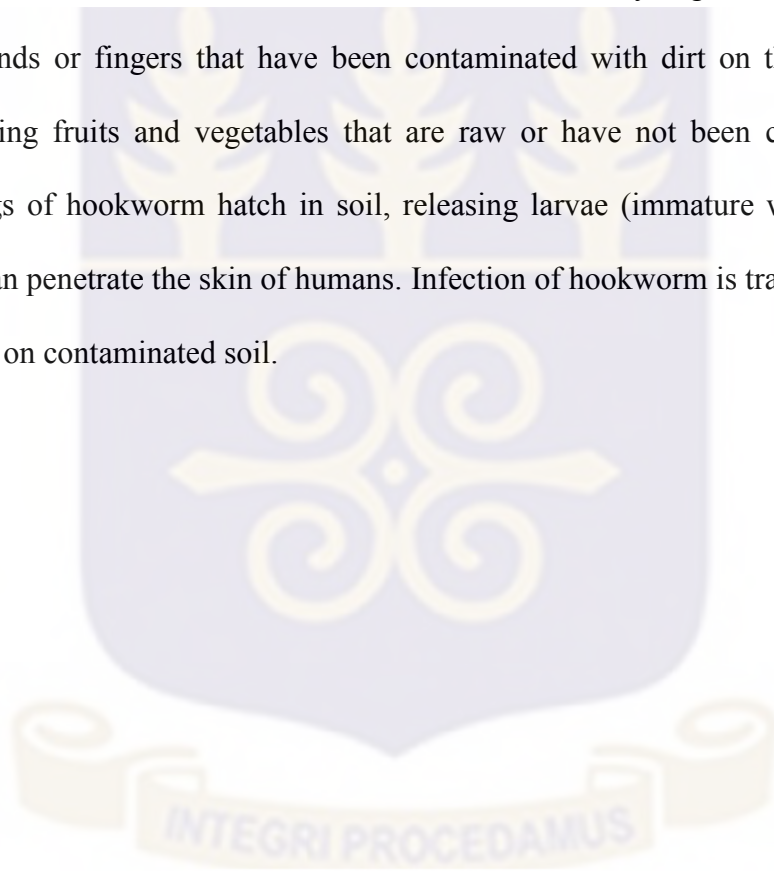 nds or fingers that have been contaminated with dirt on t
ing fruits and vegetables that are raw or have not been c
s of hookworm hatch in soil, releasing larvae (immature
n penetrate the skin of humans. Infection of hookworm is tra
on contaminated soil.
INTEGRI PROCEDAMUS